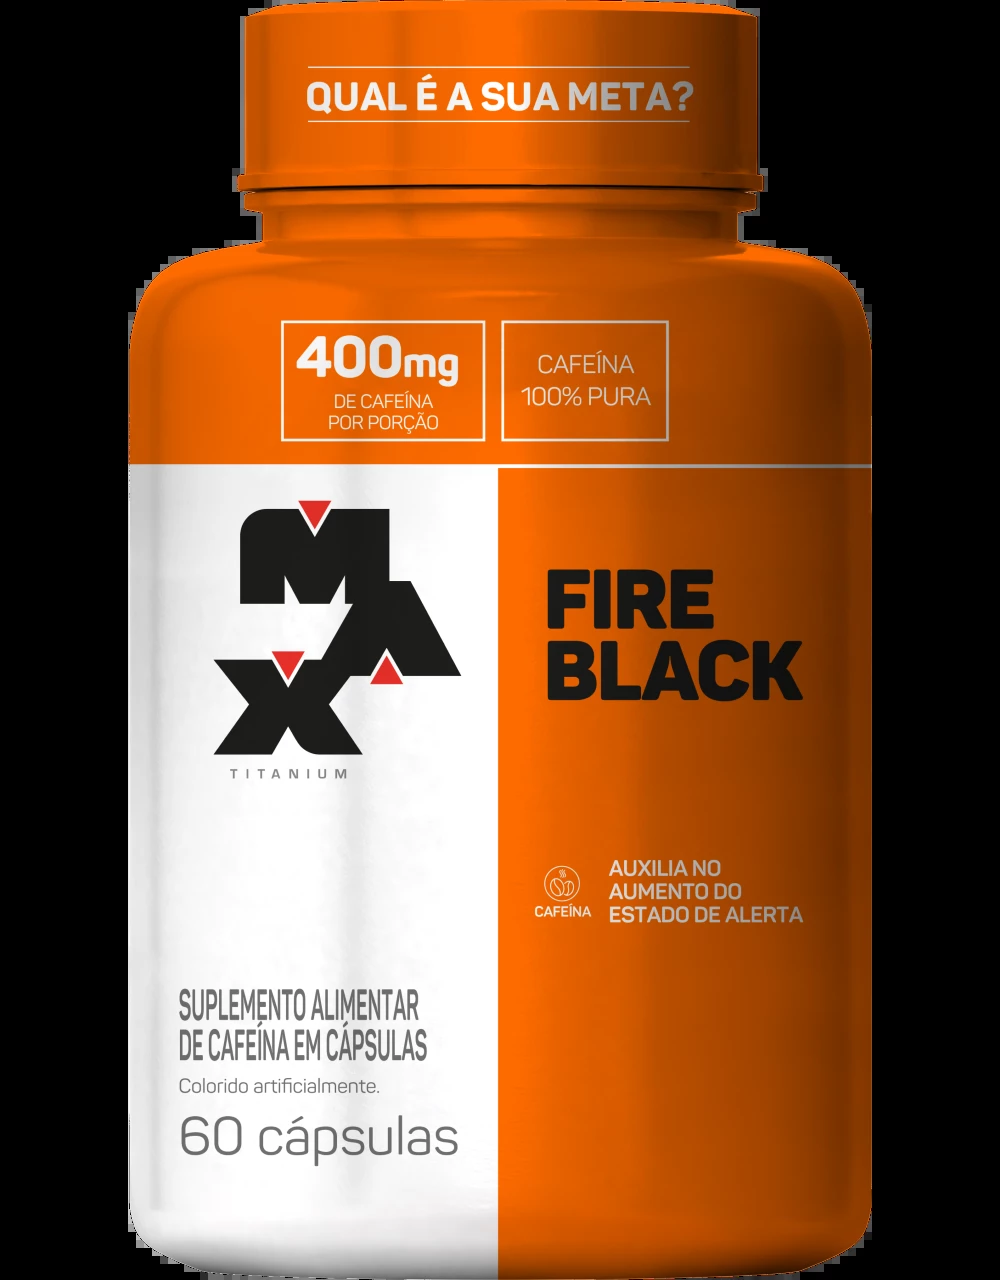 QUAL É A SUA META?
400mg
DE CAFEÍNA
POR PORÇÃO
CAFEÍNA
100% PURA
MAX
TITANIUM
FIRE
BLACK
CAFEÍNA
AUXILIA NO
AUMENTO DO
ESTADO DE ALERTA
SUPLEMENTO ALIMENTAR
DE CAFEÍNA EM CÁPSULAS
Colorido artificialmente.
60 cápsulas